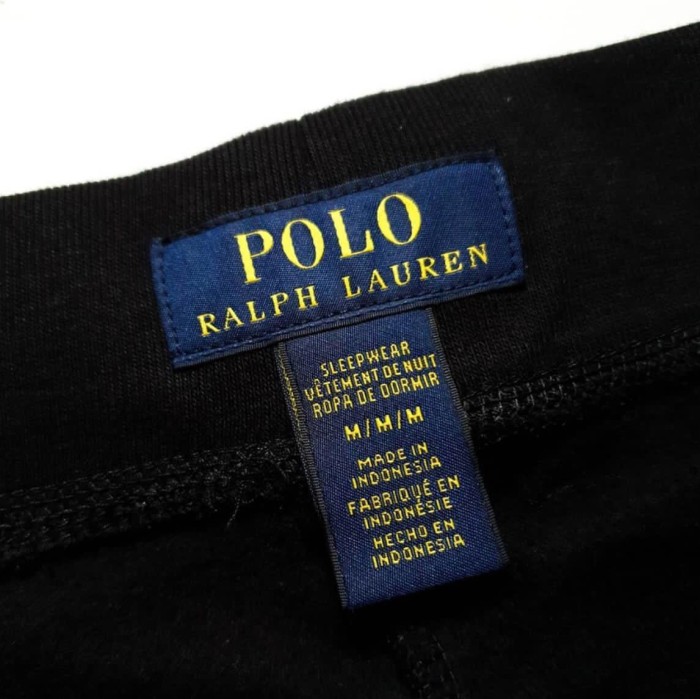 POLO
RALPH LAUREN
SLEEPWEAR
VÊTEMENT DE NUIT
ROPA DE DORMIR
M/M/M
MADE IN
INDONESIA
FABRIQUÉ EN
INDONÉSIE
HECHO EN
INDONESIA